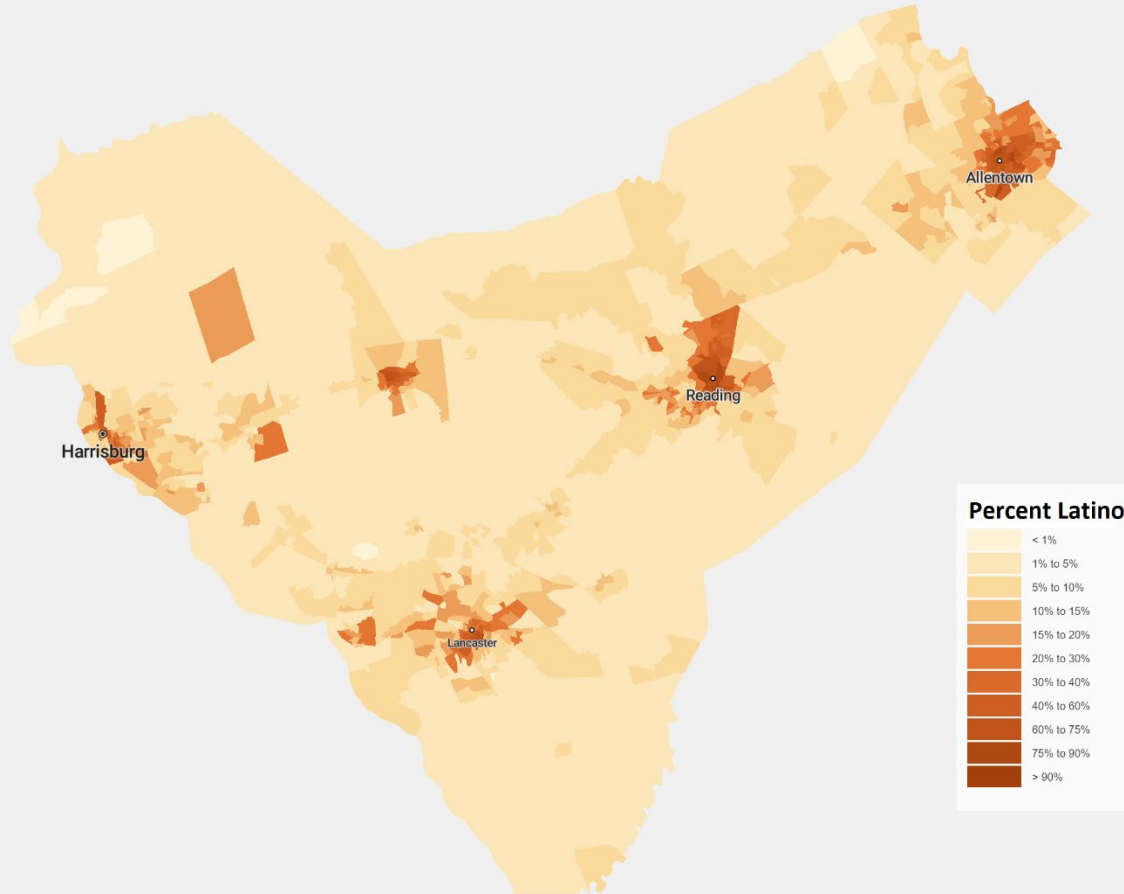 Allentown
Reading
Harrisburg
Lancaster
Percent Latino
< 1%
1% to 5%
5% to 10%
10% to 15%
15% to 20%
20% to 30%
30% to 40%
40% to 60%
60% to 75%
75% to 90%
> 90%